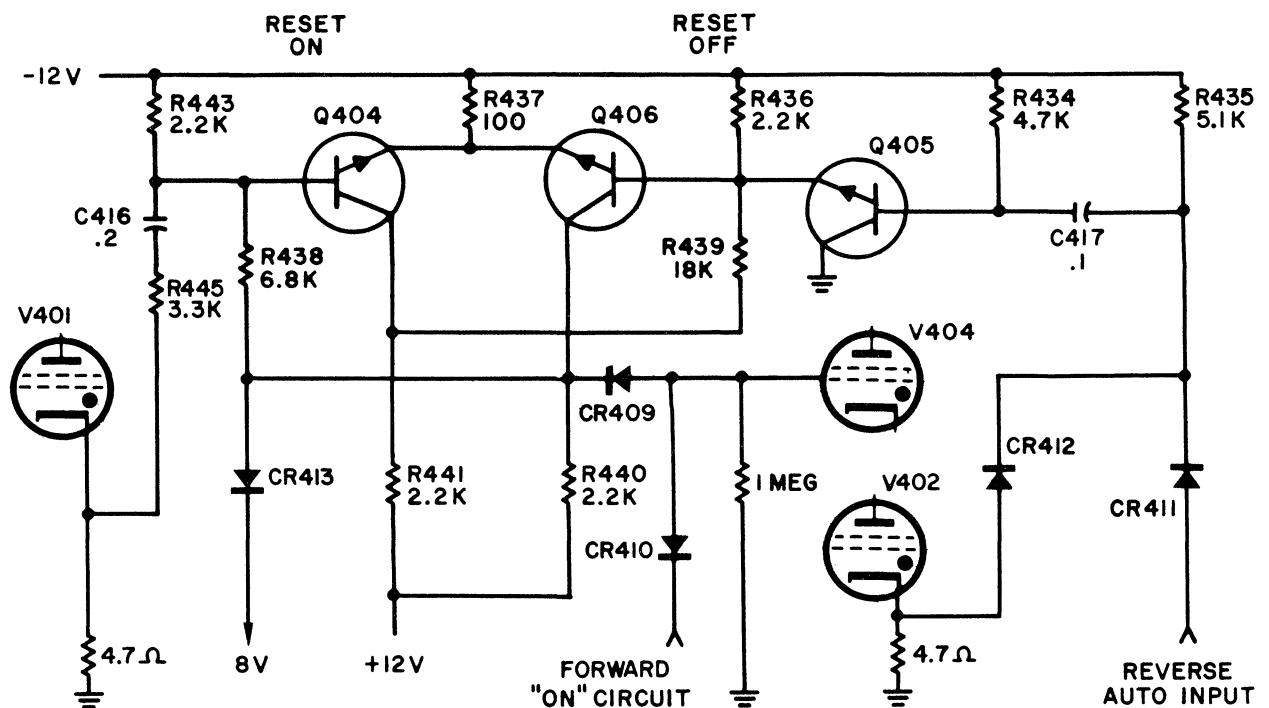 RESET
ON
RESET
OFF
-12V
R443
2.2K
Q404
R437
100
Q406
R436
2.2K
Q405
R434
4.7K
R435
5.1K
C416
.2
R438
6.8K
R439
18K
C417
.1
R445
3.3K
V401
V404
CR409
CR412
CR413
R441
2.2K
R440
2.2K
1 MEG
V402
CR411
CR410
4.7Ω
8V
+12V
FORWARD
"ON" CIRCUIT
4.7Ω
REVERSE
AUTO INPUT